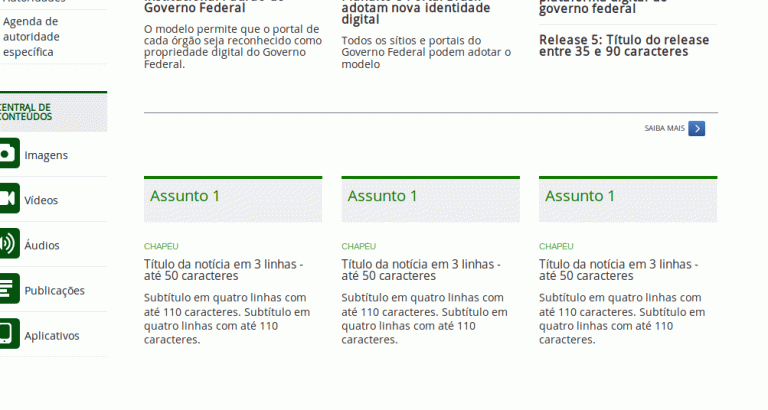 Agenda de
autoridade
específica
CENTRAL DE
CONTEÚDOS
Imagens
Vídeos
Áudios
Publicações
Aplicativos
Governo Federal
O modelo permite que o portal de
cada órgão seja reconhecido como
propriedade digital do Governo
Federal.
adotam nova identidade
digital
Todos os sítios e portais do
Governo Federal podem adotar o
modelo
governo federal
Release 5: Título do release
entre 35 e 90 caracteres
SAIBA MAIS
Assunto 1
CHAPÉU
Título da notícia em 3 linhas -
até 50 caracteres
Subtítulo em quatro linhas com
até 110 caracteres. Subtítulo em
quatro linhas com até 110
caracteres.
Assunto 1
CHAPÉU
Título da notícia em 3 linhas -
até 50 caracteres
Subtítulo em quatro linhas com
até 110 caracteres. Subtítulo em
quatro linhas com até 110
caracteres.
Assunto 1
CHAPÉU
Título da notícia em 3 linhas -
até 50 caracteres
Subtítulo em quatro linhas com
até 110 caracteres. Subtítulo em
quatro linhas com até 110
caracteres.